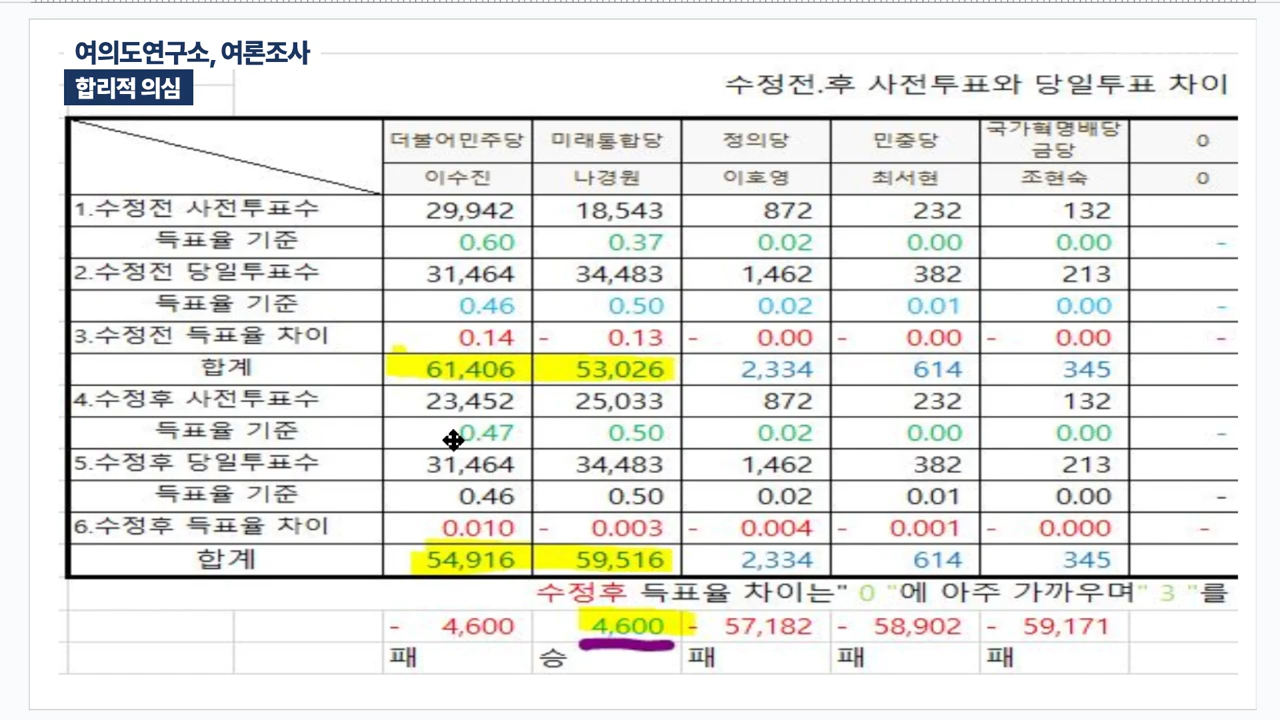 여의도연구소, 여론조사
합리적 의심
수정전.후 사전투표와 당일투표 차이
더불어민주당 미래통합당 정의당 민중당 국가혁명배당금당 0
이수진 나경원 이호영 최서현 조현숙 0
1.수정전 사전투표수 29,942 18,543 872 232 132
득표율 기준 0.60 0.37 0.02 0.00 0.00 -
2.수정전 당일투표수 31,464 34,483 1,462 382 213
득표율 기준 0.46 0.50 0.02 0.01 0.00 -
3.수정전 득표율 차이 0.14 - 0.13 - 0.00 - 0.00 - 0.00 -
합계 61,406 53,026 2,334 614 345
4.수정후 사전투표수 23,452 25,033 872 232 132
득표율 기준 0.47 0.50 0.02 0.00 0.00 -
5.수정후 당일투표수 31,464 34,483 1,462 382 213
득표율 기준 0.46 0.50 0.02 0.01 0.00 -
6.수정후 득표율 차이 0.010 - 0.003 - 0.004 - 0.001 - 0.000 -
합계 54,916 59,516 2,334 614 345
수정후 득표율 차이는" 0 "에 아주 가까우며" 3 "를
- 4,600 4,600 - 57,182 - 58,902 - 59,171
패 승 패 패 패